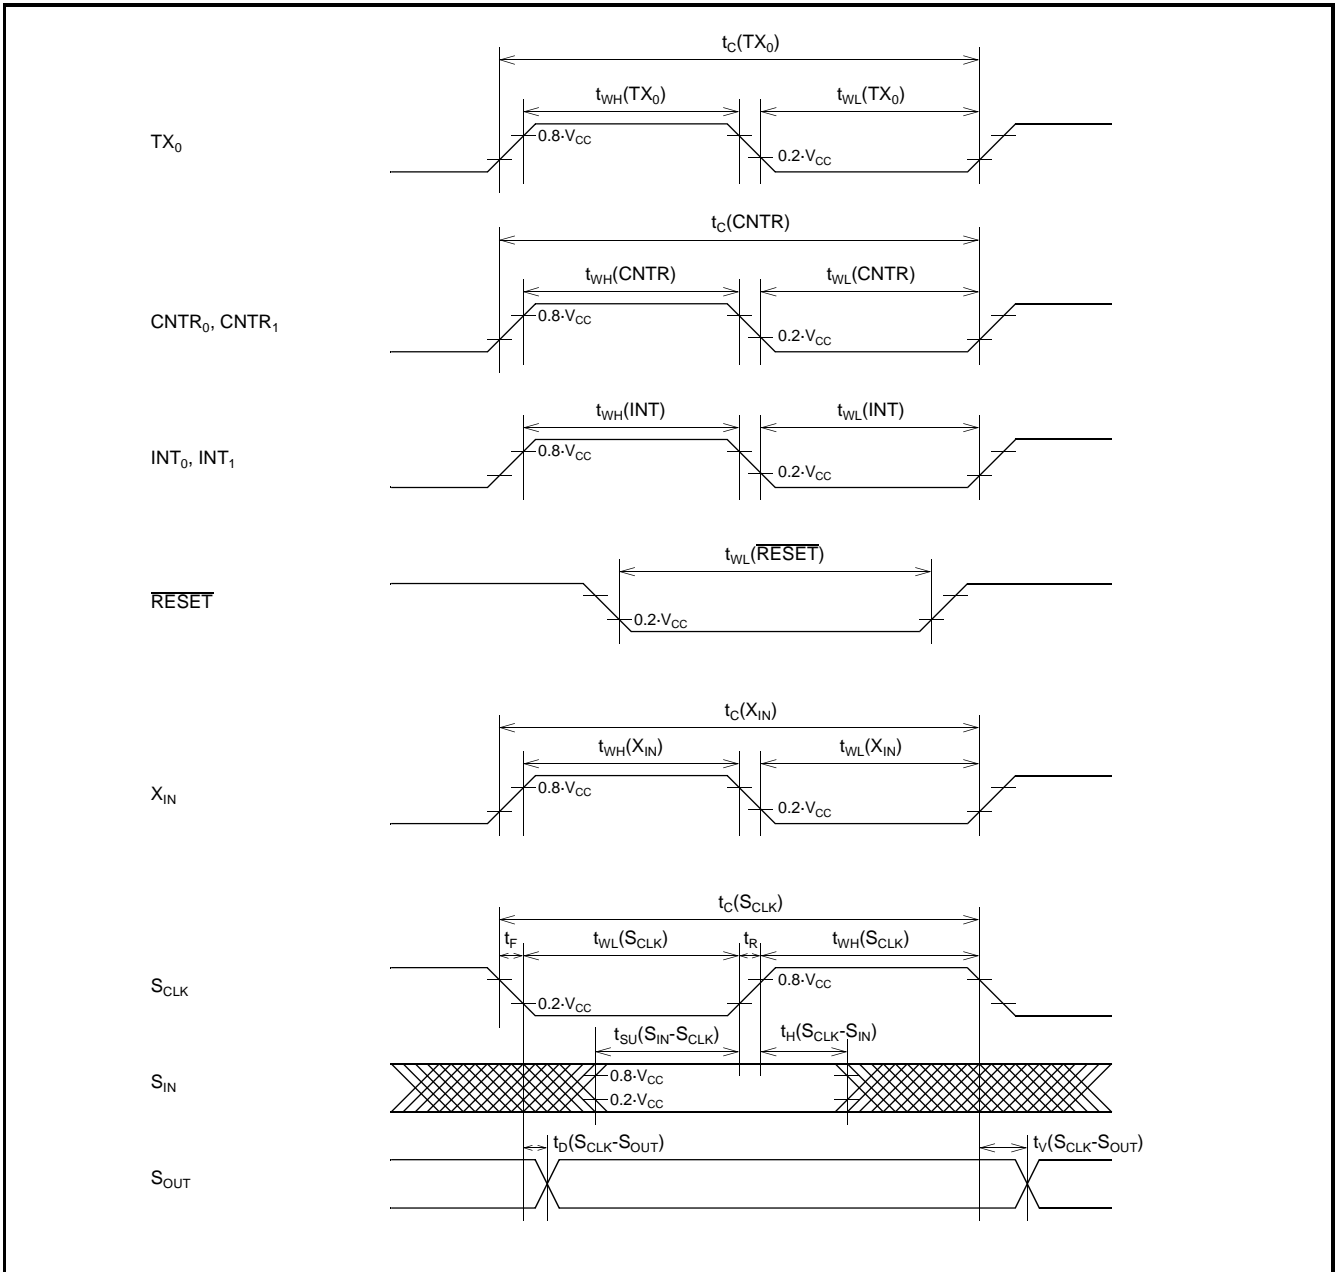 tC(TX0)
tWH(TX0) tWL(TX0)
TX0 0.8·VCC 0.2·VCC
tC(CNTR)
tWH(CNTR) tWL(CNTR)
CNTR0, CNTR1 0.8·VCC 0.2·VCC
tWH(INT) tWL(INT)
INT0, INT1 0.8·VCC 0.2·VCC
tWL(RESET)
RESET 0.2·VCC
tC(XIN)
tWH(XIN) tWL(XIN)
XIN 0.8·VCC 0.2·VCC
tC(SCLK)
tF tWL(SCLK) tR tWH(SCLK)
SCLK 0.2·VCC 0.8·VCC
tSU(SIN-SCLK) tH(SCLK-SIN)
SIN 0.8·VCC
0.2·VCC
tD(SCLK-SOUT) tV(SCLK-SOUT)
SOUT